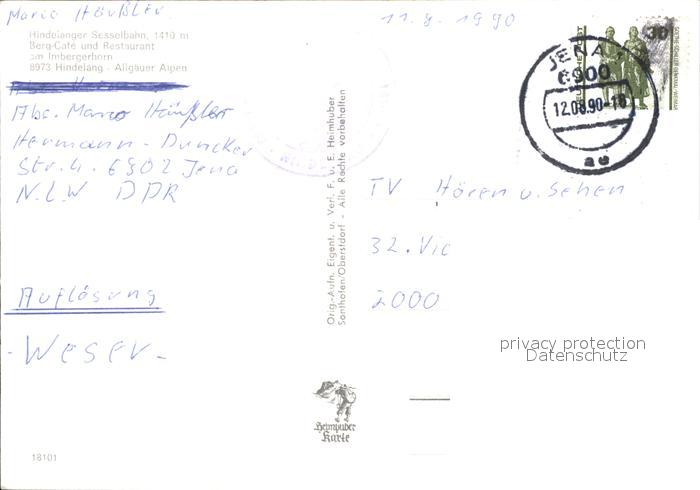 Marco Häußler
11.8.1990
Hindelanger Sesselbahn, 1410 m
Berg-Café und Restaurant
am Imbergerhorn
8973 Hindelang · Allgäuer Alpen
Abs. Marco Häußler
Hermann-Duncker
Str. 4. 6902 Jena
N.L.W DDR
Auflösung
-Weser-
18101
Orig.-Aufn. Eigent. u. Verl. F. u. E. Heimhuber
Sonthofen/Oberstdorf - Alle Rechte vorbehalten
Heimhuber
Karte
30
JENA 1
6900
12.08.90-18
ae
TV Hören u. Sehen
32. Vic
2000
privacy protection
Datenschutz